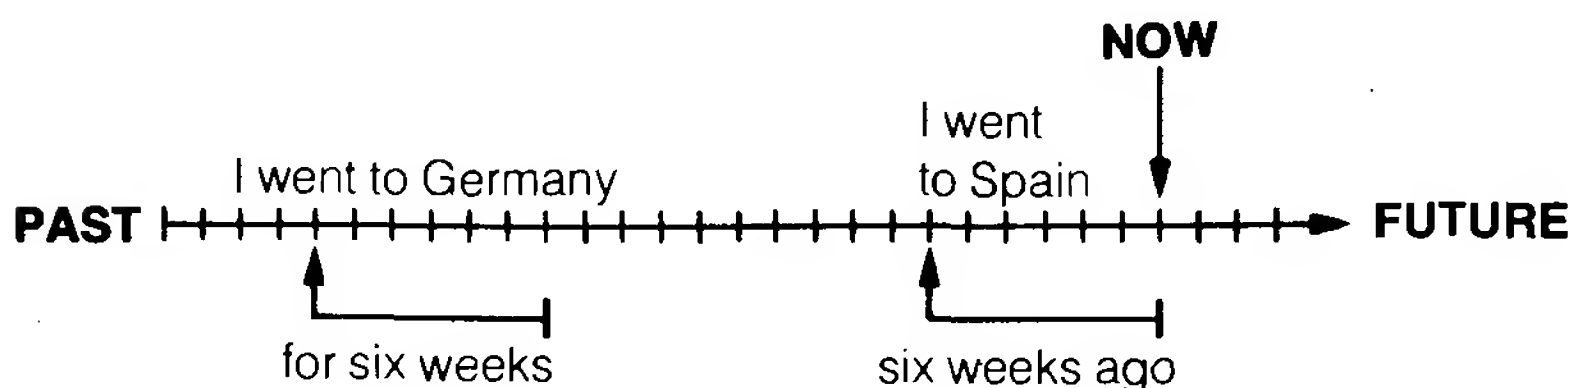 NOW
I went
to Spain
I went to Germany
PAST
FUTURE
for six weeks
six weeks ago